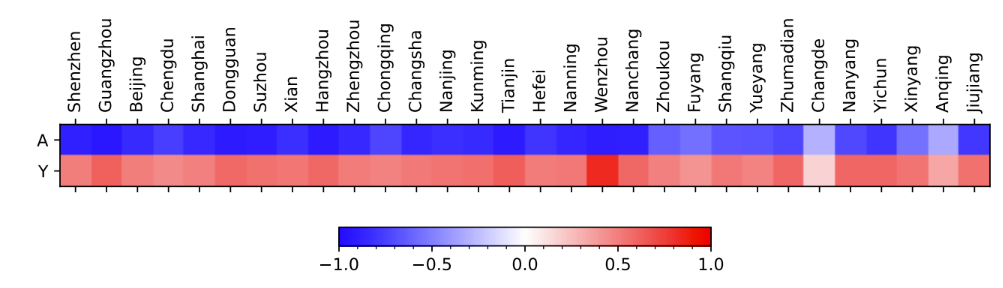 Shenzhen
Guangzhou
Beijing
Chengdu
Shanghai
Dongguan
Suzhou
Xian
Hangzhou
Zhengzhou
Chongqing
Changsha
Nanjing
Kunming
Tianjin
Hefei
Nanning
Wenzhou
Nanchang
Zhoukou
Fuyang
Shangqiu
Yueyang
Zhumadian
Changde
Nanyang
Yichun
Xinyang
Anqing
Jiujiang
A
Y
−1.0 −0.5 0.0 0.5 1.0